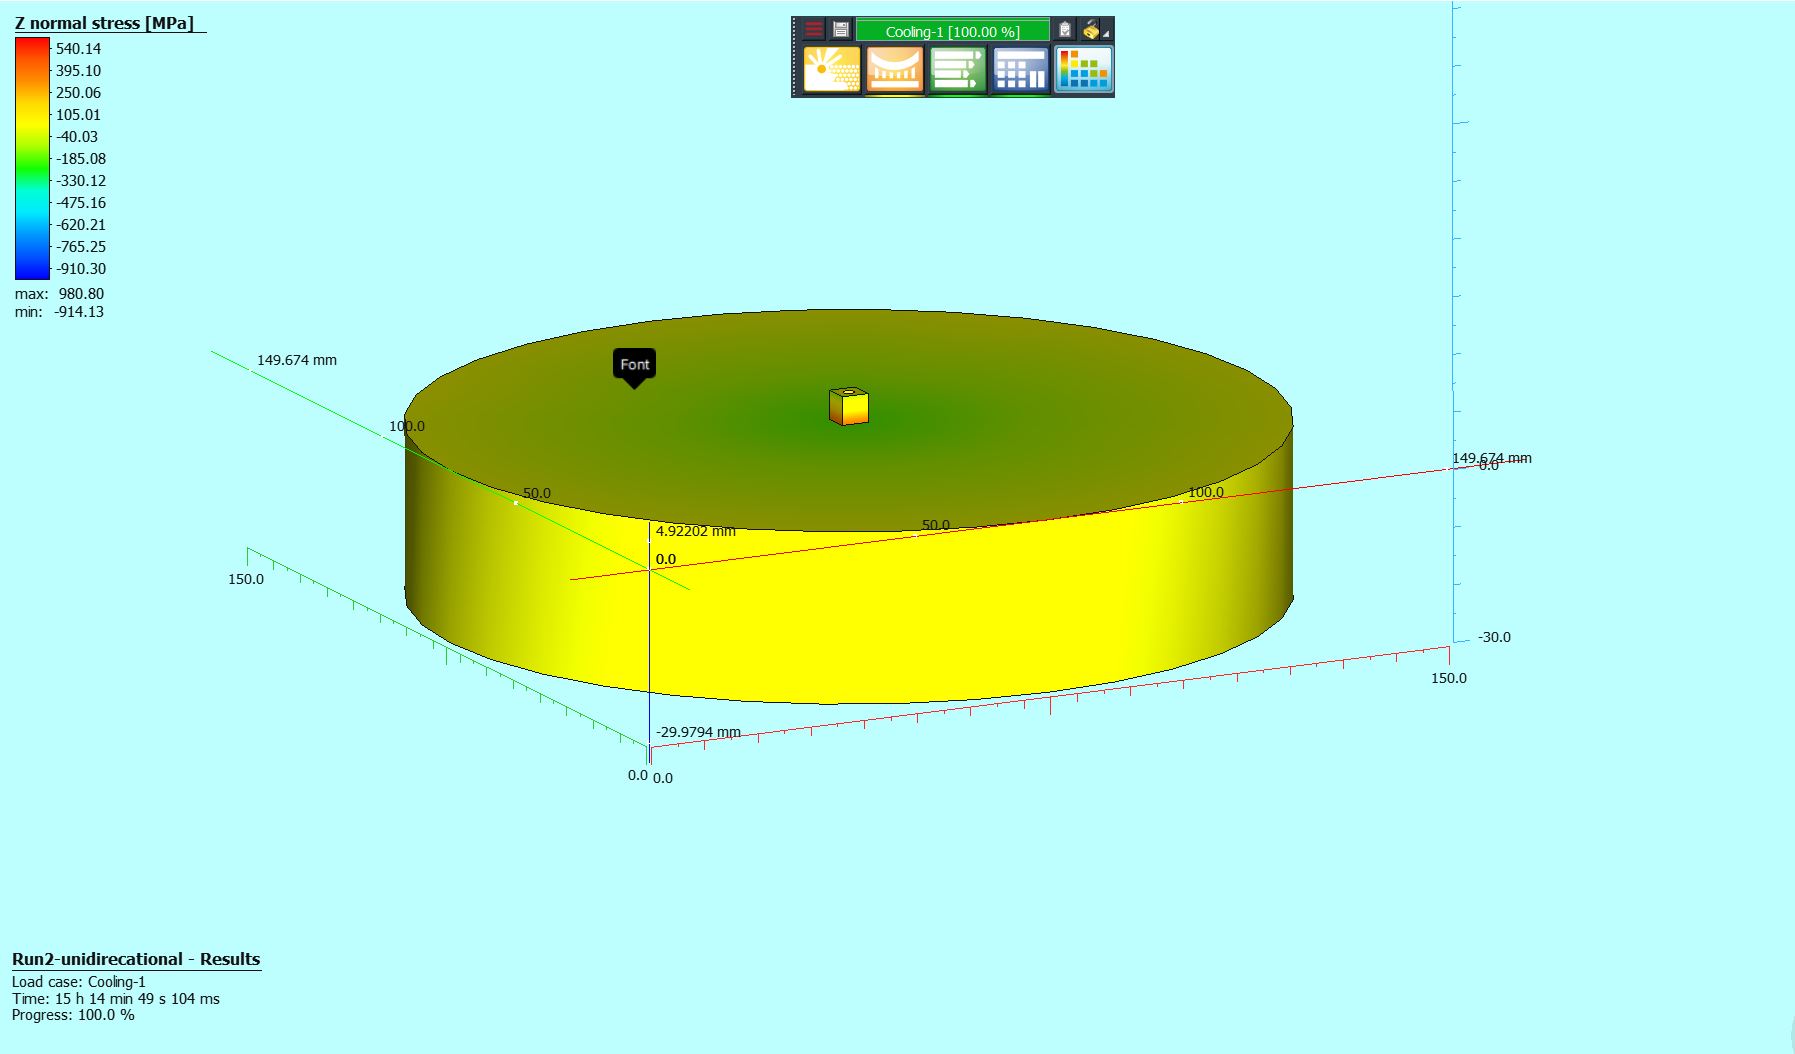 Z normal stress [MPa]
540.14
395.10
250.06
105.01
-40.03
-185.08
-330.12
-475.16
-620.21
-765.25
-910.30
max: 980.80
min: -914.13
Cooling-1 [100.00 %]
149.674 mm
Font
100.0
50.0
149.674 mm
0.0
100.0
50.0
4.92202 mm
0.0
150.0
-30.0
150.0
-29.9794 mm
0.0
0.0
Run2-unidirecational - Results
Load case: Cooling-1
Time: 15 h 14 min 49 s 104 ms
Progress: 100.0 %